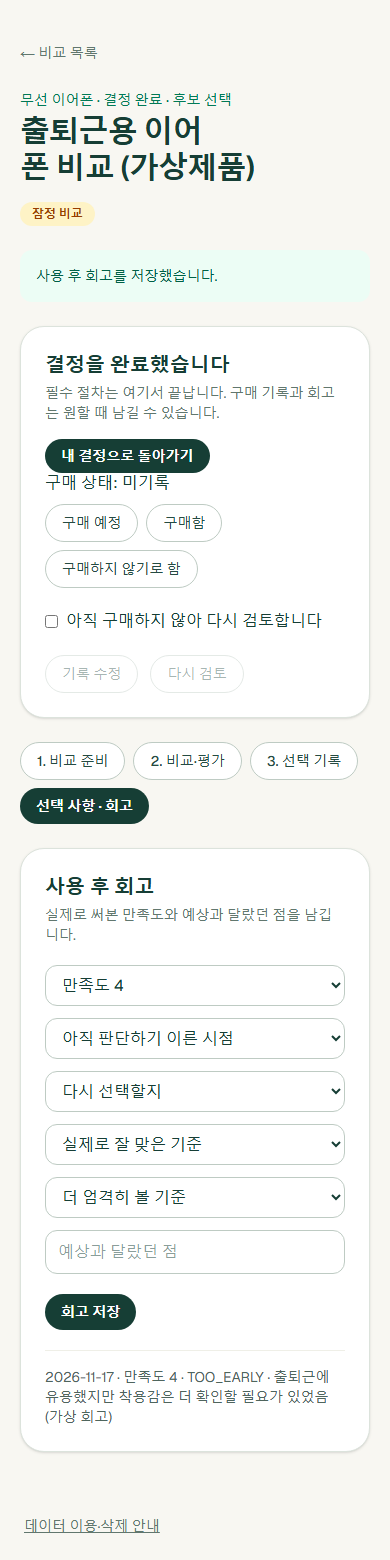 ← 비교 목록
무선 이어폰 · 결정 완료 · 후보 선택
출퇴근용 이어
폰 비교 (가상제품)
잠정 비교
사용 후 회고를 저장했습니다.
결정을 완료했습니다
필수 절차는 여기서 끝납니다. 구매 기록과 회고
는 원할 때 남길 수 있습니다.
내 결정으로 돌아가기
구매 상태: 미기록
구매 예정 구매함
구매하지 않기로 함
아직 구매하지 않아 다시 검토합니다
기록 수정 다시 검토
1. 비교 준비 2. 비교·평가 3. 선택 기록
선택 사항 · 회고
사용 후 회고
실제로 써본 만족도와 예상과 달랐던 점을 남깁
니다.
만족도 4
아직 판단하기 이른 시점
다시 선택할지
실제로 잘 맞은 기준
더 엄격히 볼 기준
예상과 달랐던 점
회고 저장
2026-11-17 · 만족도 4 · TOO_EARLY · 출퇴근에
유용했지만 착용감은 더 확인할 필요가 있었음
(가상 회고)
데이터 이용·삭제 안내